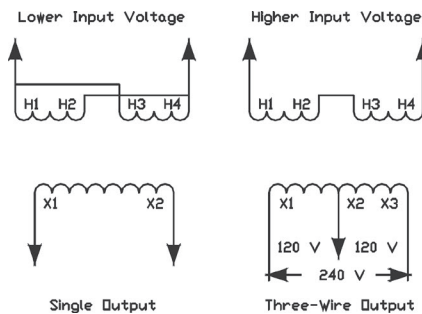 Lower Input Voltage
Higher Input Voltage
H1 H2 H3 H4
H1 H2 H3 H4
X1 X2
X1 X2 X3
120 V 120 V
240 V
Single Output
Three-Wire Output